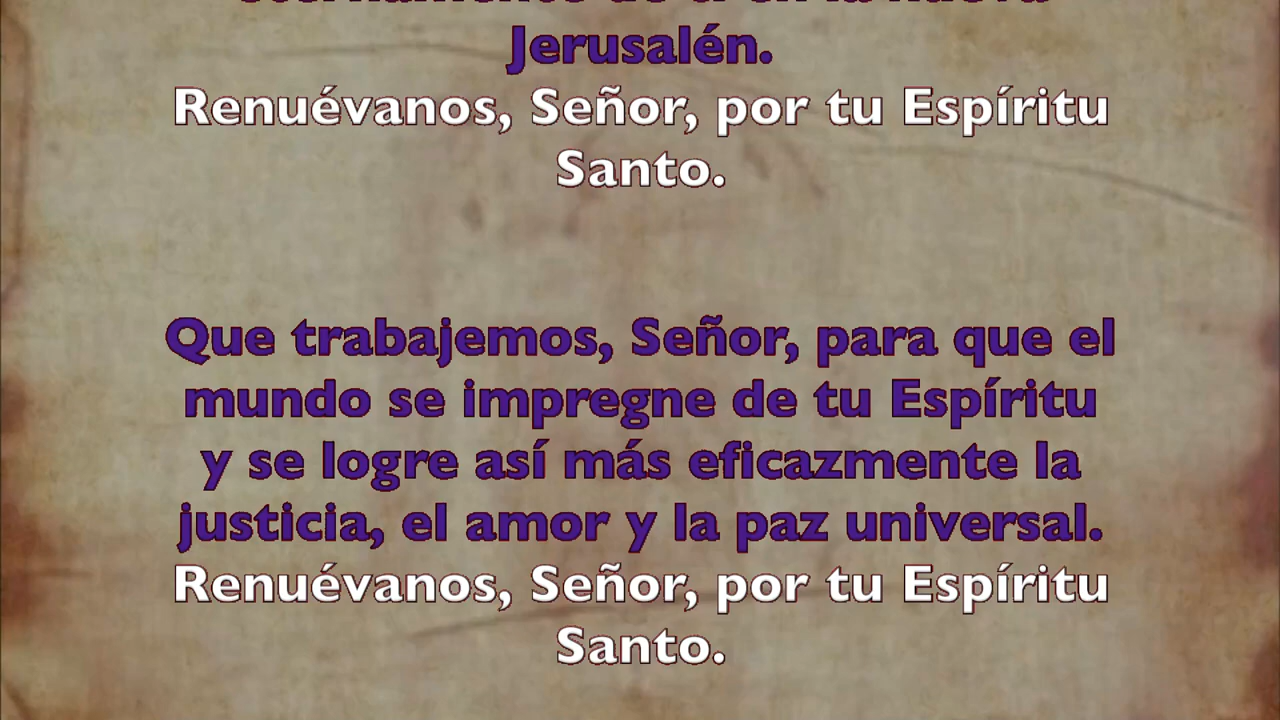 Jerusalén.
Renuévanos, Señor, por tu Espíritu
Santo.
Que trabajemos, Señor, para que el
mundo se impregne de tu Espíritu
y se logre así más eficazmente la
justicia, el amor y la paz universal.
Renuévanos, Señor, por tu Espíritu
Santo.